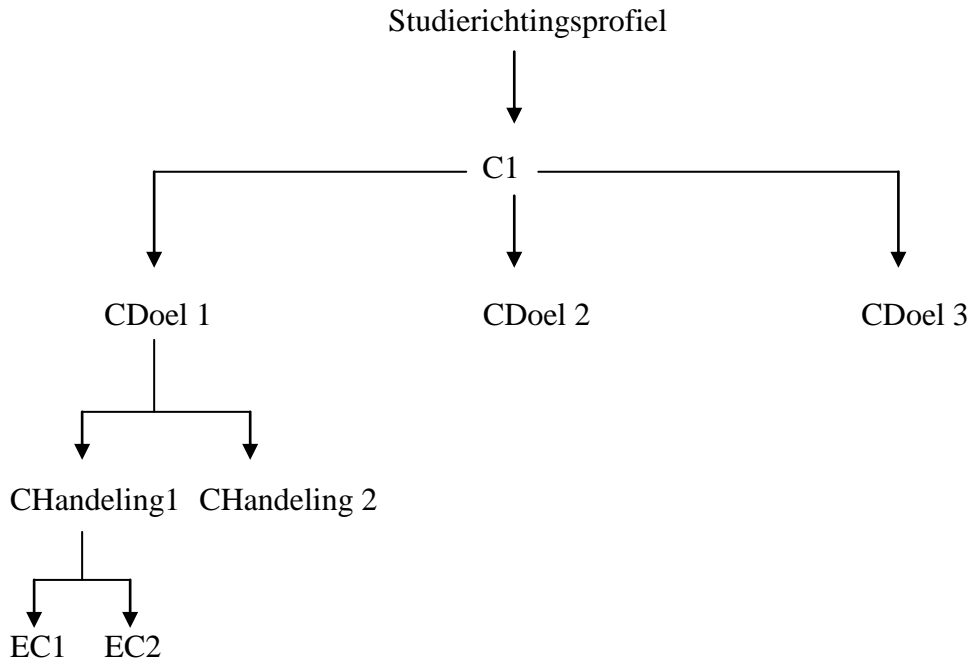 Studierichtingsprofiel
C1
CDoel 1 CDoel 2 CDoel 3
CHandeling1 CHandeling 2
EC1 EC2